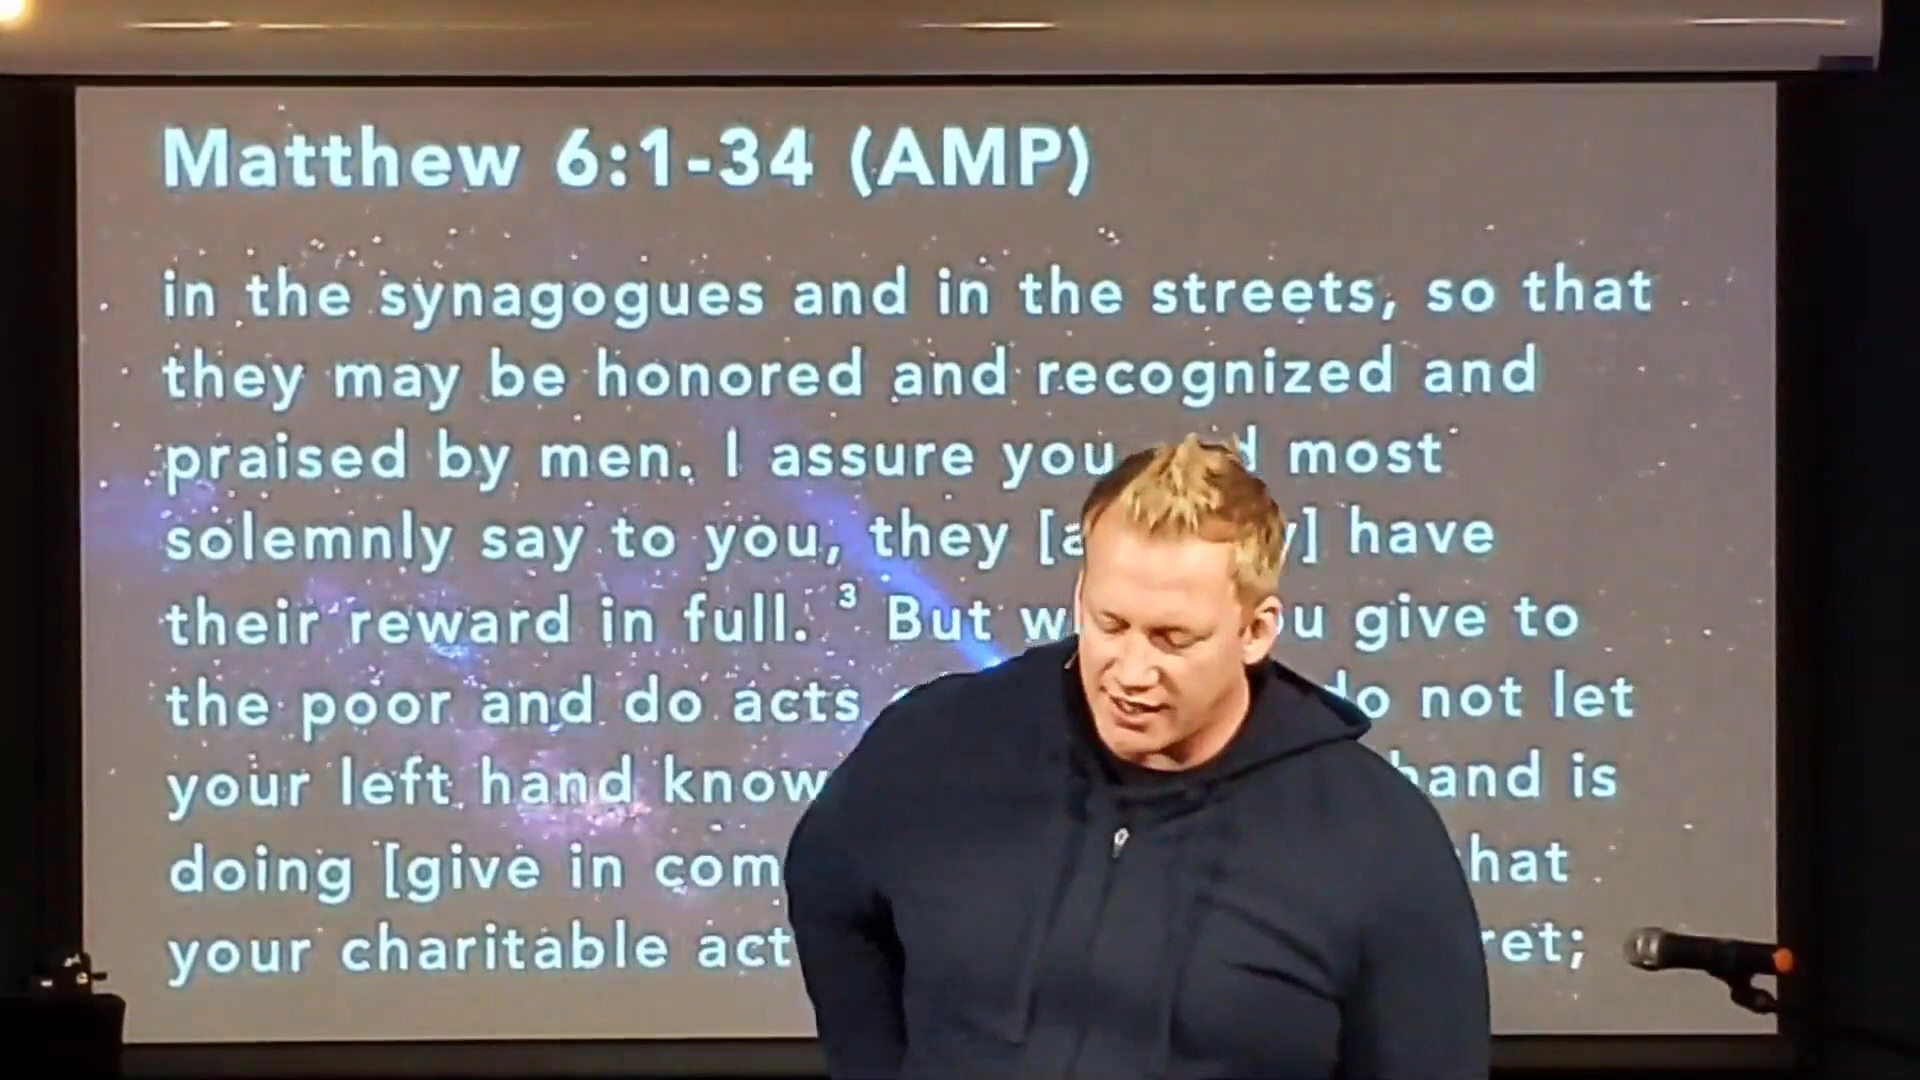 Matthew 6:1-34 (AMP)
in the synagogues and in the streets, so that
they may be honored and recognized and
praised by men. I assure you most
solemnly say to you, they have
their reward in full. 3 But give to
the poor and do acts do not let
your left hand know hand is
doing [give in
your charitable